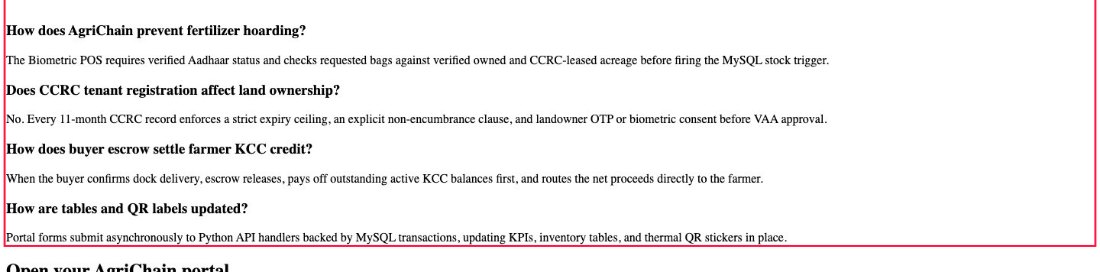 How does AgriChain prevent fertilizer hoarding?
The Biometric POS requires verified Aadhaar status and checks requested bags against verified owned and CCRC-leased acreage before firing the MySQL stock trigger.
Does CCRC tenant registration affect land ownership?
No. Every 11-month CCRC record enforces a strict expiry ceiling, an explicit non-encumbrance clause, and landowner OTP or biometric consent before VAA approval.
How does buyer escrow settle farmer KCC credit?
When the buyer confirms dock delivery, escrow releases, pays off outstanding active KCC balances first, and routes the net proceeds directly to the farmer.
How are tables and QR labels updated?
Portal forms submit asynchronously to Python API handlers backed by MySQL transactions, updating KPIs, inventory tables, and thermal QR stickers in place.
Open your AgriChain portal